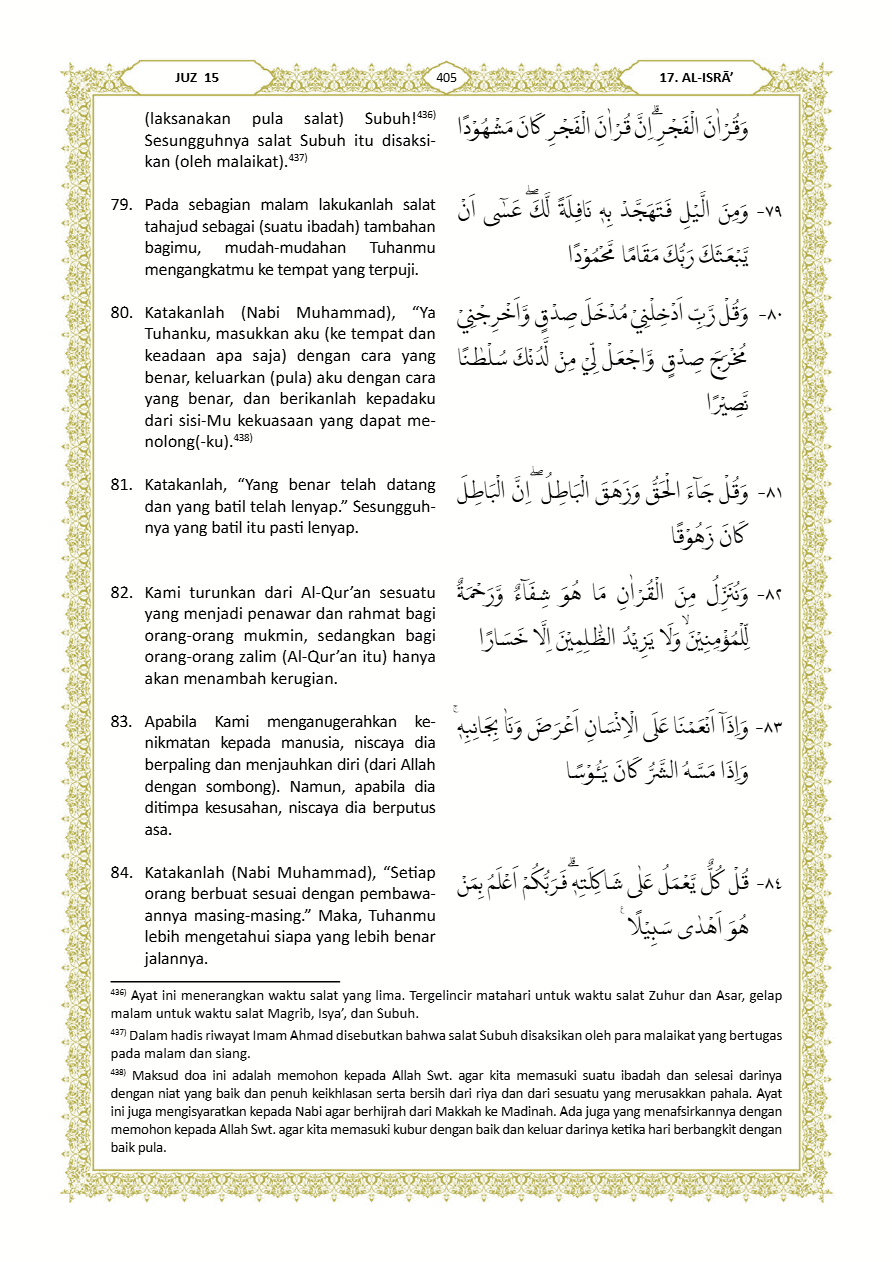 JUZ 15
405
17. AL-ISRĀ’
(laksanakan pula salat) Subuh!436)
Sesungguhnya salat Subuh itu disaksi-
kan (oleh malaikat).437)
وَقُرْاٰنَ الْفَجْرِۗ اِنَّ قُرْاٰنَ الْفَجْرِ كَانَ مَشْهُوْدًا
79. Pada sebagian malam lakukanlah salat
tahajud sebagai (suatu ibadah) tambahan
bagimu, mudah-mudahan Tuhanmu
mengangkatmu ke tempat yang terpuji.
٧٩- وَمِنَ الَّيْلِ فَتَهَجَّدْ بِهٖ نَافِلَةً لَّكَۖ عَسٰٓى اَنْ
يَّبْعَثَكَ رَبُّكَ مَقَامًا مَّحْمُوْدًا
80. Katakanlah (Nabi Muhammad), “Ya
Tuhanku, masukkan aku (ke tempat dan
keadaan apa saja) dengan cara yang
benar, keluarkan (pula) aku dengan cara
yang benar, dan berikanlah kepadaku
dari sisi-Mu kekuasaan yang dapat me-
nolong(-ku).438)
٨٠- وَقُلْ رَّبِّ اَدْخِلْنِيْ مُدْخَلَ صِدْقٍ وَّاَخْرِجْنِيْ
مُخْرَجَ صِدْقٍ وَّاجْعَلْ لِّيْ مِنْ لَّدُنْكَ سُلْطٰنًا
نَّصِيْرًا
81. Katakanlah, “Yang benar telah datang
dan yang batil telah lenyap.” Sesungguh-
nya yang batil itu pasti lenyap.
٨١- وَقُلْ جَاۤءَ الْحَقُّ وَزَهَقَ الْبَاطِلُۖ اِنَّ الْبَاطِلَ
كَانَ زَهُوْقًا
82. Kami turunkan dari Al-Qur’an sesuatu
yang menjadi penawar dan rahmat bagi
orang-orang mukmin, sedangkan bagi
orang-orang zalim (Al-Qur’an itu) hanya
akan menambah kerugian.
٨٢- وَنُنَزِّلُ مِنَ الْقُرْاٰنِ مَا هُوَ شِفَاۤءٌ وَّرَحْمَةٌ
لِّلْمُؤْمِنِيْنَۙ وَلَا يَزِيْدُ الظّٰلِمِيْنَ اِلَّا خَسَارًا
83. Apabila Kami menganugerahkan ke-
nikmatan kepada manusia, niscaya dia
berpaling dan menjauhkan diri (dari Allah
dengan sombong). Namun, apabila dia
ditimpa kesusahan, niscaya dia berputus
asa.
٨٣- وَاِذَآ اَنْعَمْنَا عَلَى الْاِنْسَانِ اَعْرَضَ وَنَاٰ بِجَانِبِهٖۚ
وَاِذَا مَسَّهُ الشَّرُّ كَانَ يَـُٔوْسًا
84. Katakanlah (Nabi Muhammad), “Setiap
orang berbuat sesuai dengan pembawa-
annya masing-masing.” Maka, Tuhanmu
lebih mengetahui siapa yang lebih benar
jalannya.
٨٤- قُلْ كُلٌّ يَّعْمَلُ عَلٰى شَاكِلَتِهٖۗ فَرَبُّكُمْ اَعْلَمُ بِمَنْ
هُوَ اَهْدٰى سَبِيْلًاۚ
436) Ayat ini menerangkan waktu salat yang lima. Tergelincir matahari untuk waktu salat Zuhur dan Asar, gelap
malam untuk waktu salat Magrib, Isya’, dan Subuh.
437) Dalam hadis riwayat Imam Ahmad disebutkan bahwa salat Subuh disaksikan oleh para malaikat yang bertugas
pada malam dan siang.
438) Maksud doa ini adalah memohon kepada Allah Swt. agar kita memasuki suatu ibadah dan selesai darinya
dengan niat yang baik dan penuh keikhlasan serta bersih dari riya dan dari sesuatu yang merusakkan pahala. Ayat
ini juga mengisyaratkan kepada Nabi agar berhijrah dari Makkah ke Madinah. Ada juga yang menafsirkannya dengan
memohon kepada Allah Swt. agar kita memasuki kubur dengan baik dan keluar darinya ketika hari berbangkit dengan
baik pula.